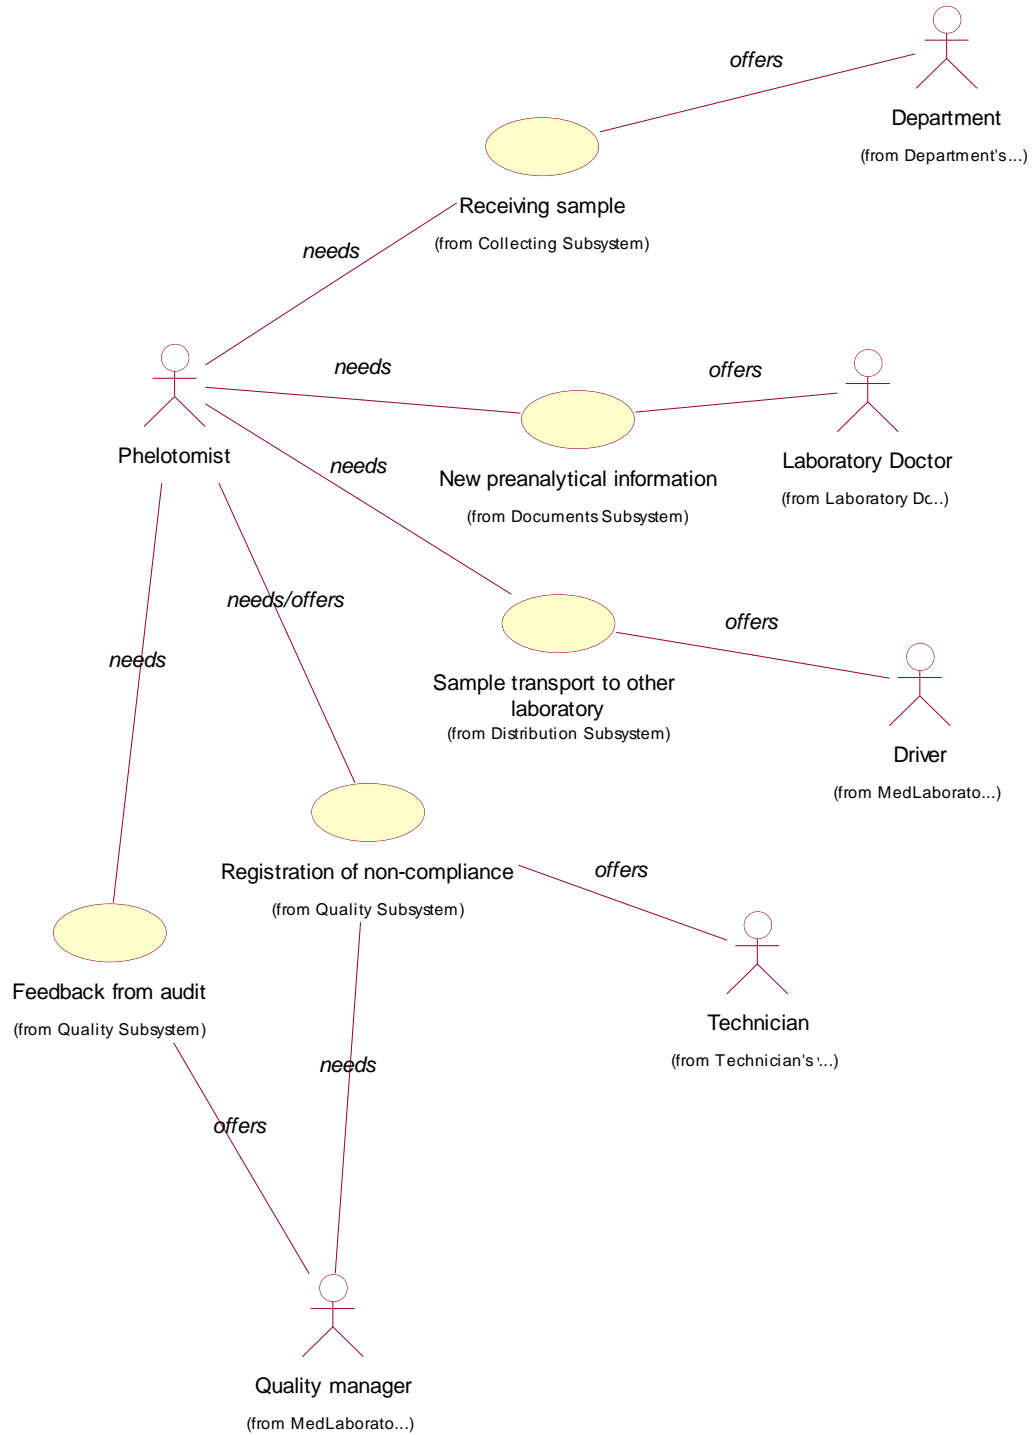 offers
Department
(from Department's...)
Receiving sample
(from Collecting Subsystem)
needs
needs
offers
Phelotomist
Laboratory Doctor
(from Laboratory Dc...)
needs
New preanalytical information
(from Documents Subsystem)
needs/offers
offers
needs
Sample transport to other
laboratory
(from Distribution Subsystem)
Driver
(from MedLaborato...)
Registration of non-compliance
(from Quality Subsystem)
offers
Feedback from audit
(from Quality Subsystem)
Technician
(from Technician's ...)
needs
offers
Quality manager
(from MedLaborato...)